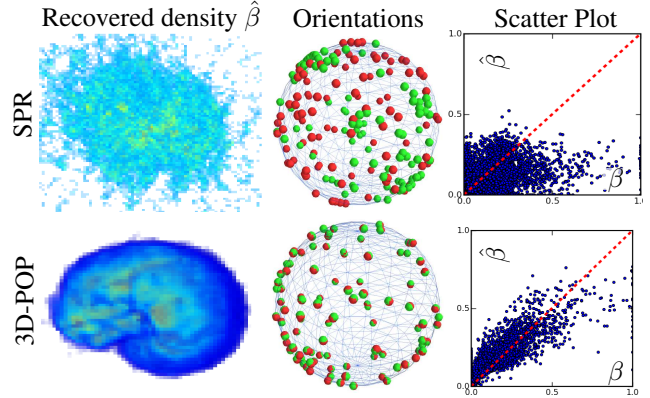 Recovered density β̂ Orientations Scatter Plot
SPR
1.0
β̂
0.5
β
0.0
0.0 0.5 1.0
3D-POP
1.0
β̂
0.5
β
0.0
0.0 0.5 1.0